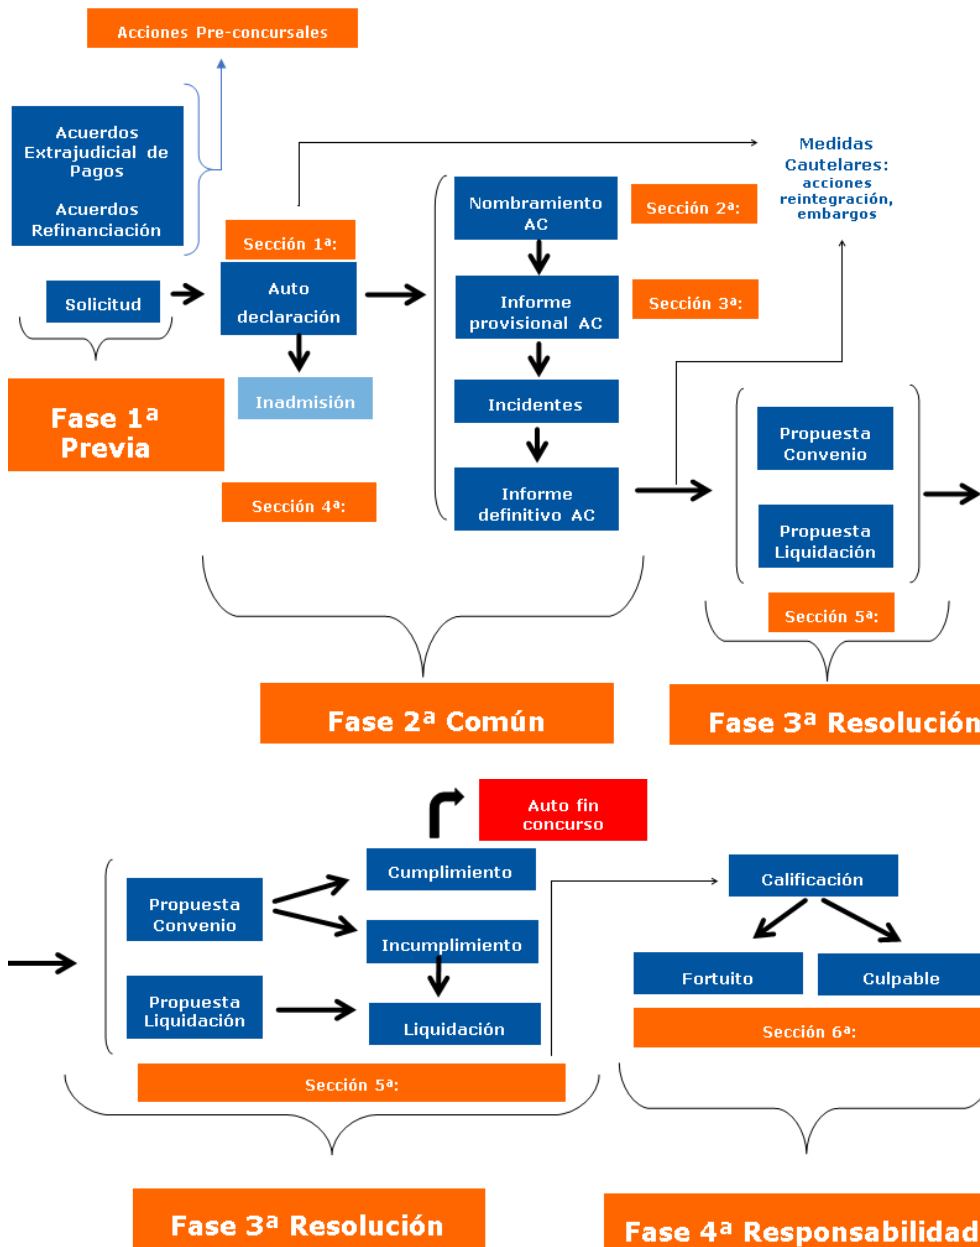 Acciones Pre-concursales
Acuerdos
Extrajudicial de
Pagos
Acuerdos
Refinanciación
Solicitud
Fase 1ª
Previa
Sección 1ª:
Auto
declaración
Inadmisión
Sección 4ª:
Nombramiento
AC
Sección 2ª:
Informe
provisional AC
Sección 3ª:
Incidentes
Informe
definitivo AC
Medidas
Cautelares:
acciones
reintegración,
embargos
Fase 2ª Común
Propuesta
Convenio
Propuesta
Liquidación
Sección 5ª:
Fase 3ª Resolución
Auto fin
concurso
Propuesta
Convenio
Cumplimiento
Incumplimiento
Propuesta
Liquidación
Liquidación
Sección 5ª:
Fase 3ª Resolución
Calificación
Fortuito
Culpable
Sección 6ª:
Fase 4ª Responsabilidad